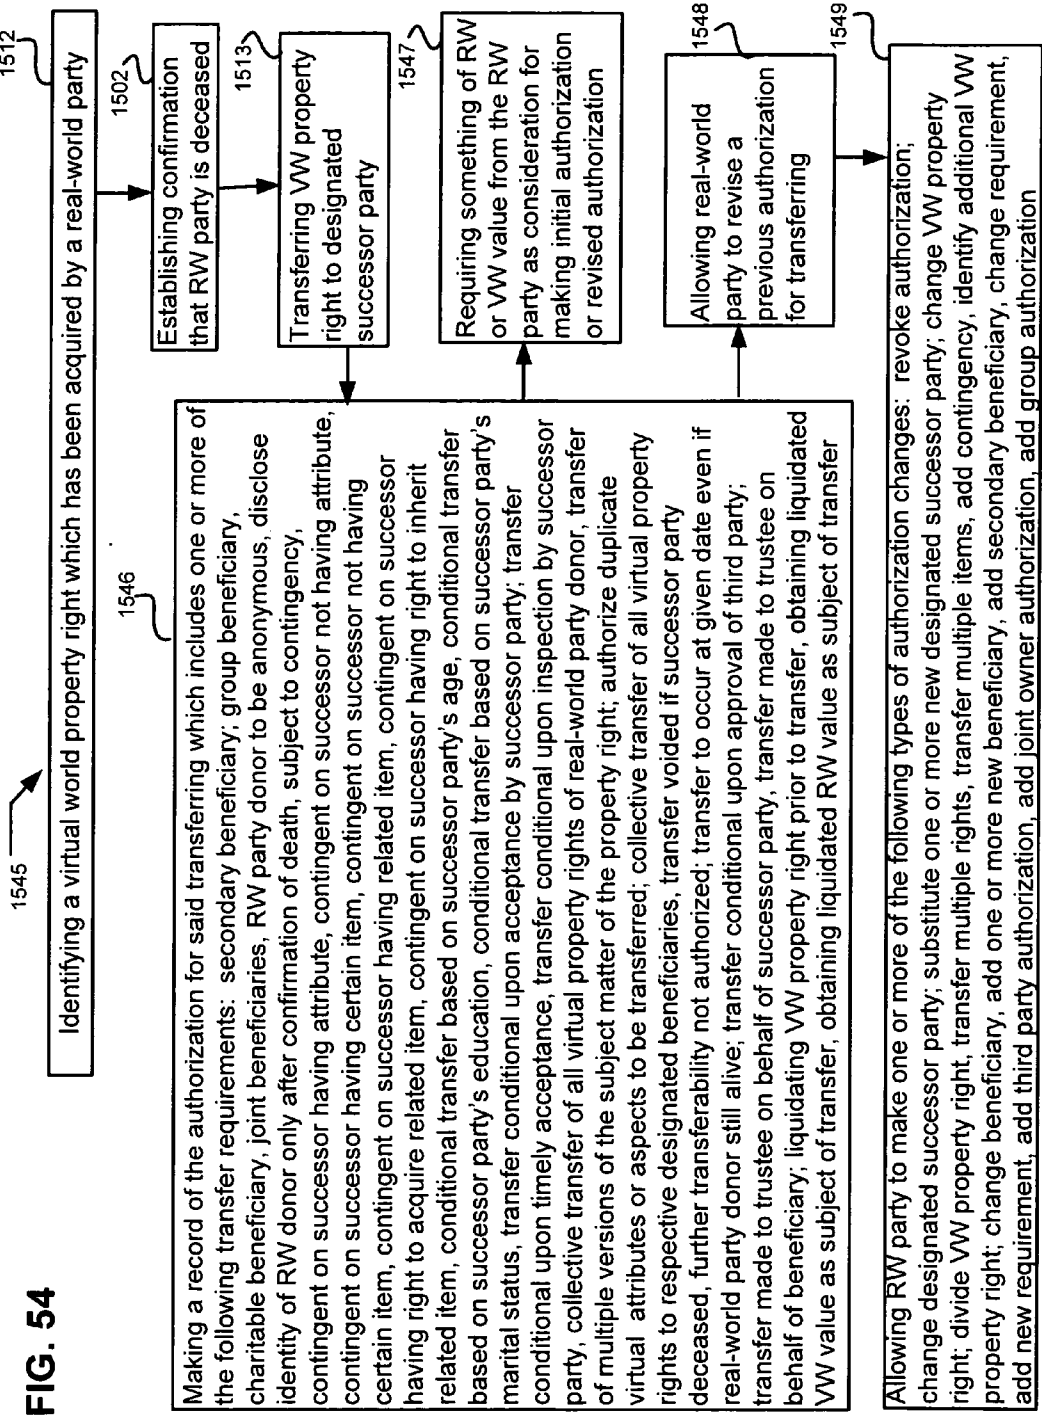 FIG. 54
1545
1512
Identifying a virtual world property right which has been acquired by a real-world party
1502
Establishing confirmation
that RW party is deceased
1513
Transferring VW property
right to designated
successor party
1546
Making a record of the authorization for said transferring which includes one or more of
the following transfer requirements: secondary beneficiary; group beneficiary,
charitable beneficiary, joint beneficiaries, RW party donor to be anonymous, disclose
identity of RW donor only after confirmation of death, subject to contingency,
contingent on successor having attribute, contingent on successor not having attribute,
contingent on successor having certain item, contingent on successor not having
certain item, contingent on successor having related item, contingent on successor
having right to acquire related item, contingent on successor having right to inherit
related item, conditional transfer based on successor party's age, conditional transfer
based on successor party's education, conditional transfer based on successor party's
marital status, transfer conditional upon acceptance by successor party; transfer
conditional upon timely acceptance, transfer conditional upon inspection by successor
party, collective transfer of all virtual property rights of real-world party donor, transfer
of multiple versions of the subject matter of the property right; authorize duplicate
virtual attributes or aspects to be transferred; collective transfer of all virtual property
rights to respective designated beneficiaries, transfer voided if successor party
deceased, further transferability not authorized; transfer to occur at given date even if
real-world party donor still alive; transfer conditional upon approval of third party;
transfer made to trustee on behalf of successor party, transfer made to trustee on
behalf of beneficiary; liquidating VW property right prior to transfer, obtaining liquidated
VW value as subject of transfer, obtaining liquidated RW value as subject of transfer
1547
Requiring something of RW
or VW value from the RW
party as consideration for
making initial authorization
or revised authorization
1548
Allowing real-world
party to revise a
previous authorization
for transferring
1549
Allowing RW party to make one or more of the following types of authorization changes: revoke authorization;
change designated successor party; substitute one or more new designated successor party; change VW property
right; divide VW property right, transfer multiple rights, transfer multiple items, add contingency, identify additional VW
property right; change beneficiary, add one or more new beneficiary, add secondary beneficiary, change requirement,
add new requirement, add third party authorization, add joint owner authorization, add group authorization